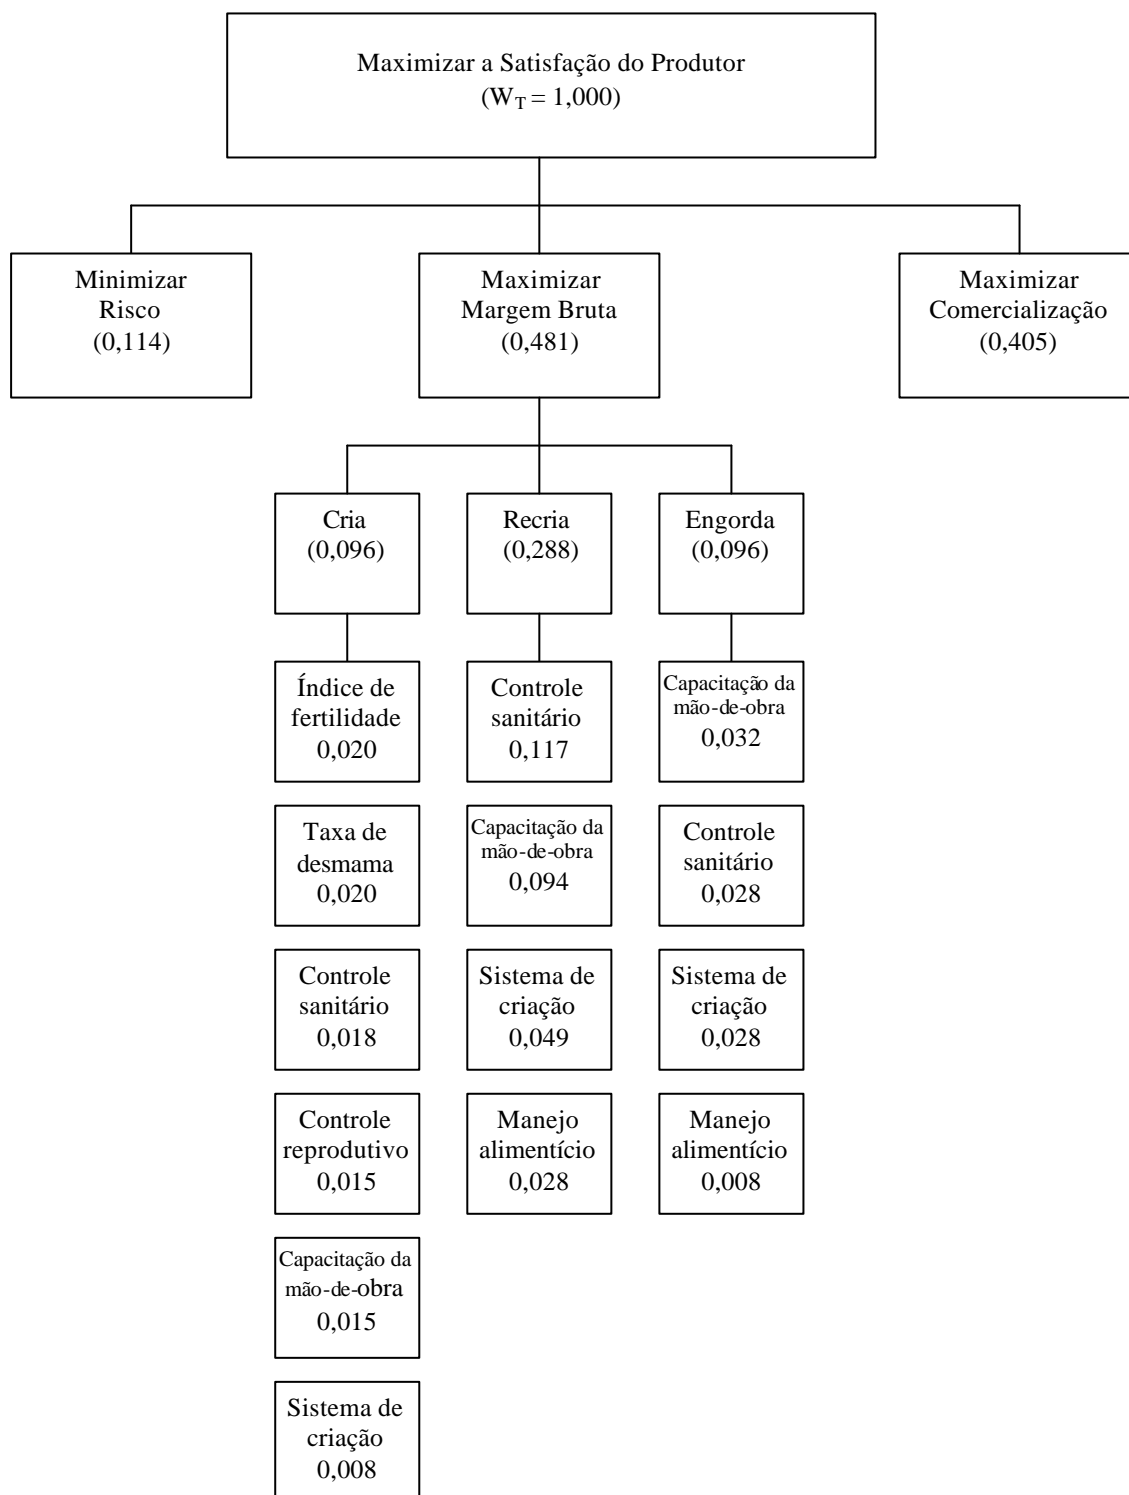 Maximizar a Satisfação do Produtor
(W_T = 1,000)
Minimizar
Risco
(0,114)
Maximizar
Margem Bruta
(0,481)
Maximizar
Comercialização
(0,405)
Cria
(0,096)
Recria
(0,288)
Engorda
(0,096)
Índice de
fertilidade
0,020
Controle
sanitário
0,117
Capacitação da
mão-de-obra
0,032
Taxa de
desmama
0,020
Capacitação da
mão-de-obra
0,094
Controle
sanitário
0,028
Controle
sanitário
0,018
Sistema de
criação
0,049
Sistema de
criação
0,028
Controle
reprodutivo
0,015
Manejo
alimentício
0,028
Manejo
alimentício
0,008
Capacitação da
mão-de-obra
0,015
Sistema de
criação
0,008